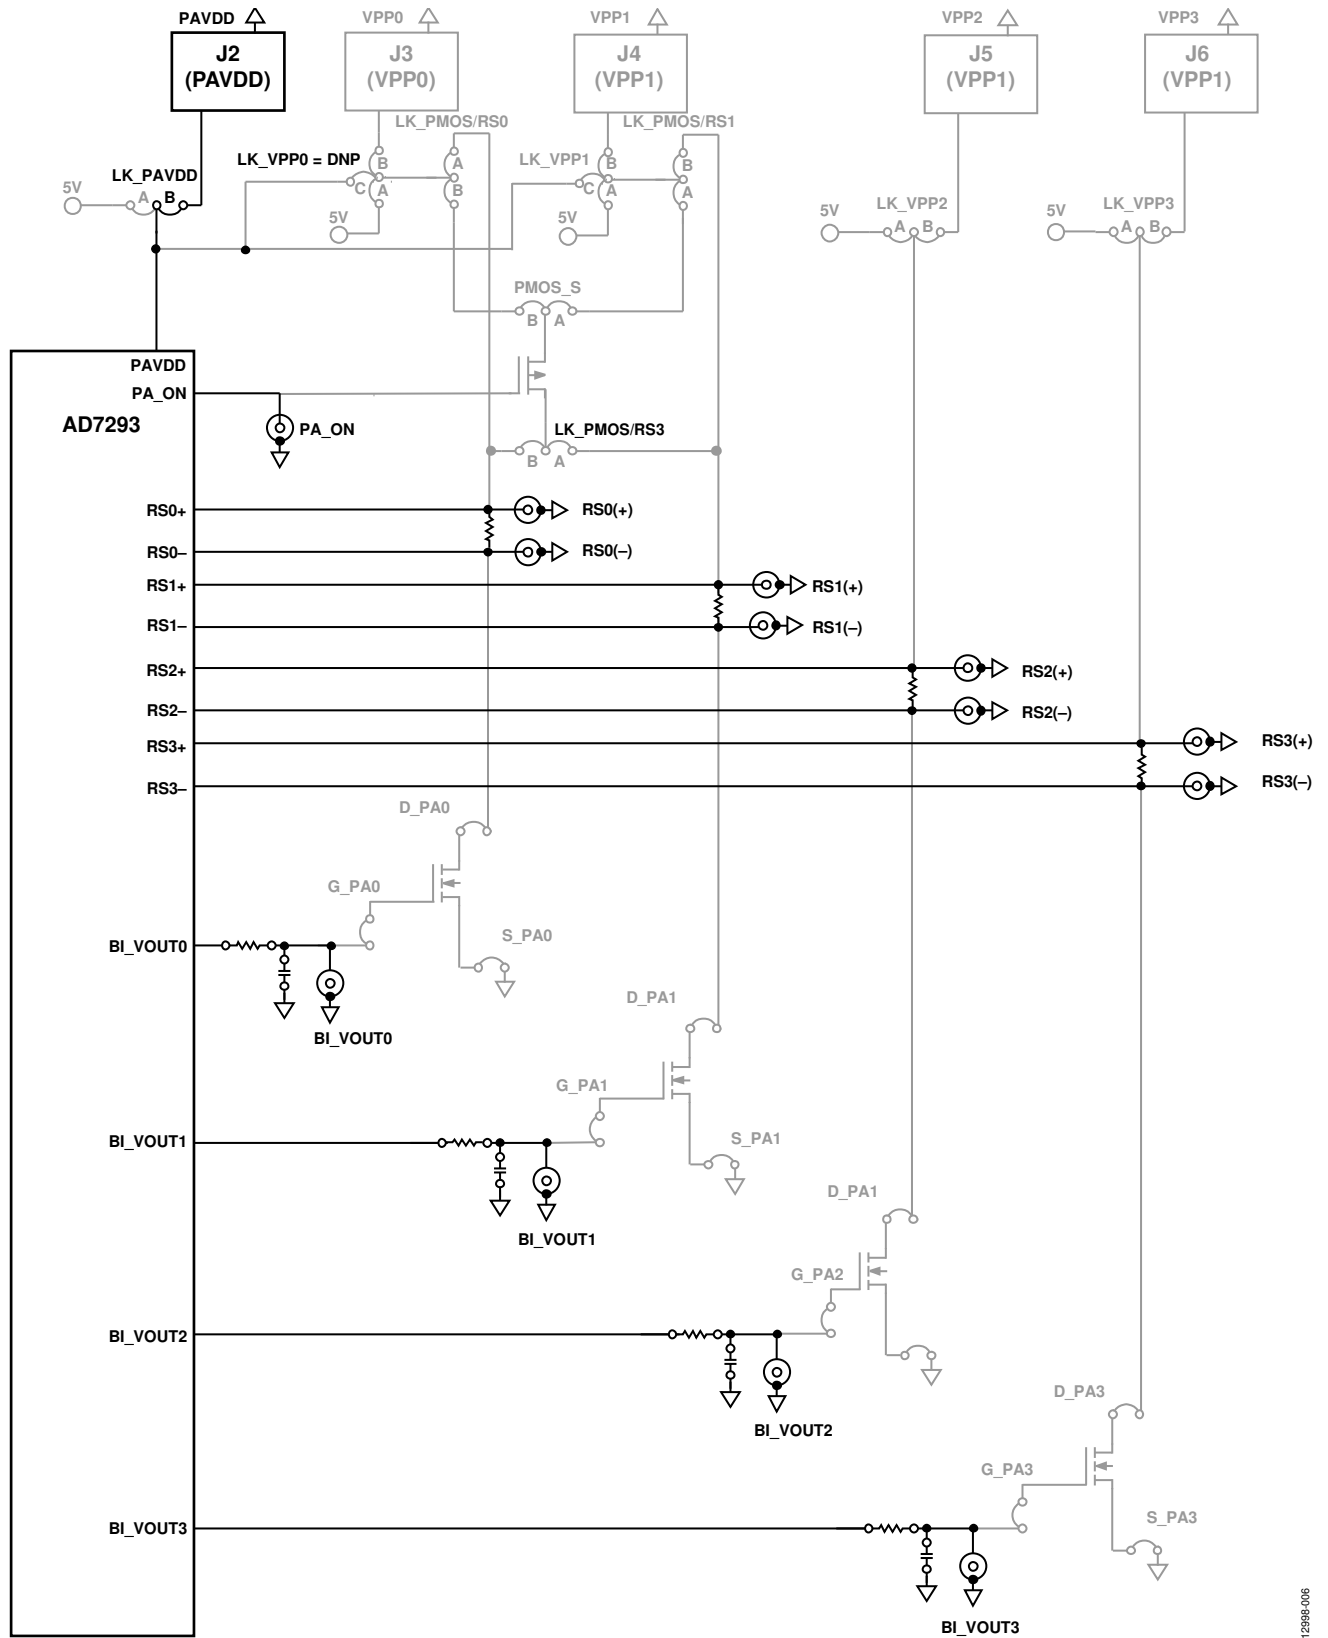 PAVDD
VPP0
VPP1
VPP2
VPP3
J2
(PAVDD)
J3
(VPP0)
J4
(VPP1)
J5
(VPP1)
J6
(VPP1)
LK_PMOS/RS0
LK_PMOS/RS1
LK_VPP0 = DNP
B
A
C
A
B
LK_VPP1
B
B
C
A
A
LK_PAVDD
5V
A
B
5V
5V
5V
LK_VPP2
A
B
5V
LK_VPP3
A
B
PMOS_S
B
A
PAVDD
PA_ON
AD7293
PA_ON
LK_PMOS/RS3
B
A
RS0+
RS0(+)
RS0–
RS0(–)
RS1+
RS1(+)
RS1–
RS1(–)
RS2+
RS2(+)
RS2–
RS2(–)
RS3+
RS3(+)
RS3–
RS3(–)
D_PA0
G_PA0
S_PA0
BI_VOUT0
BI_VOUT0
D_PA1
G_PA1
S_PA1
BI_VOUT1
BI_VOUT1
D_PA1
G_PA2
BI_VOUT2
BI_VOUT2
D_PA3
G_PA3
S_PA3
BI_VOUT3
BI_VOUT3
12998-006